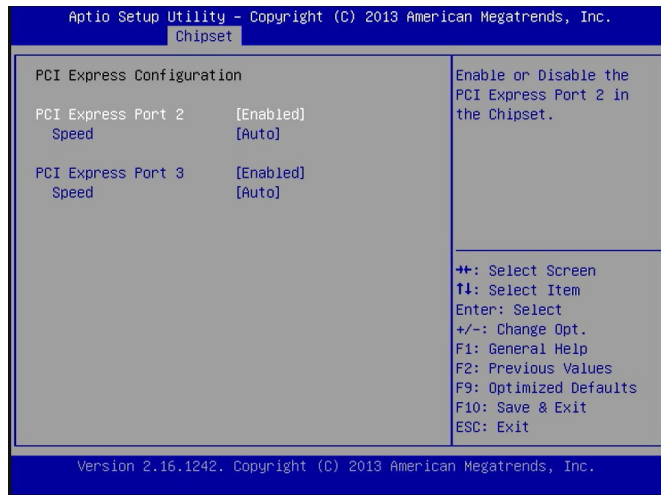 Aptio Setup Utility – Copyright (C) 2013 American Megatrends, Inc.
Chipset
PCI Express Configuration
PCI Express Port 2 [Enabled]
Speed [Auto]
PCI Express Port 3 [Enabled]
Speed [Auto]
Enable or Disable the
PCI Express Port 2 in
the Chipset.
→←: Select Screen
↑↓: Select Item
Enter: Select
+/-: Change Opt.
F1: General Help
F2: Previous Values
F9: Optimized Defaults
F10: Save & Exit
ESC: Exit
Version 2.16.1242. Copyright (C) 2013 American Megatrends, Inc.